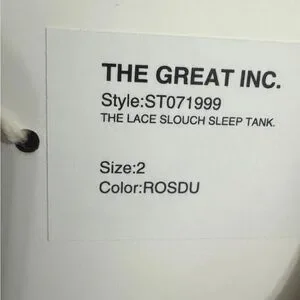 THE GREAT INC.
Style:ST071999
THE LACE SLOUCH SLEEP TANK.
Size:2
Color:ROSDU